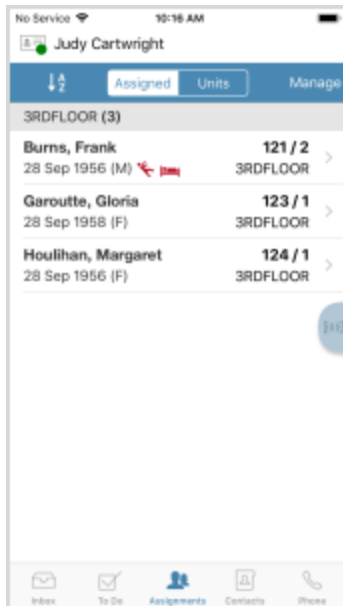 No Service 10:16 AM
Judy Cartwright
Assigned Units Manage
3RDFLOOR (3)
Burns, Frank 121 / 2
28 Sep 1956 (M) 3RDFLOOR
Garoutte, Gloria 123 / 1
28 Sep 1958 (F) 3RDFLOOR
Houlihan, Margaret 124 / 1
28 Sep 1956 (F) 3RDFLOOR
Inbox To Do Assignments Contacts Phone